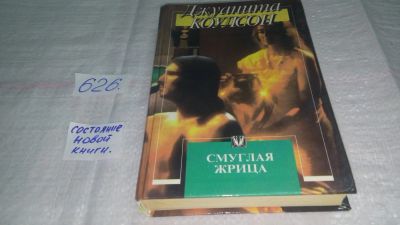 Джуанита
КОУЛСОН
626.
СОСТОЯНИЕ
НОВОЙ
КНИГИ.
СМУГЛАЯ
ЖРИЦА